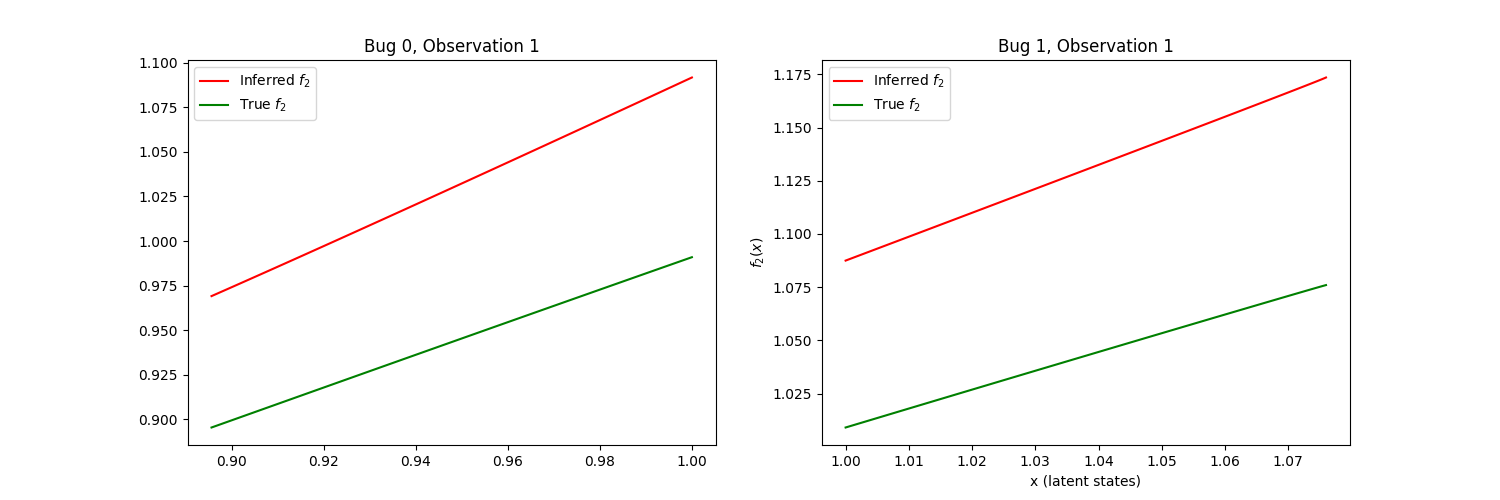 Bug 0, Observation 1
Inferred f₂
True f₂
1.100
1.075
1.050
1.025
1.000
0.975
0.950
0.925
0.900
0.90 0.92 0.94 0.96 0.98 1.00
Bug 1, Observation 1
Inferred f₂
True f₂
f₂(x)
1.175
1.150
1.125
1.100
1.075
1.050
1.025
1.00 1.01 1.02 1.03 1.04 1.05 1.06 1.07
x (latent states)